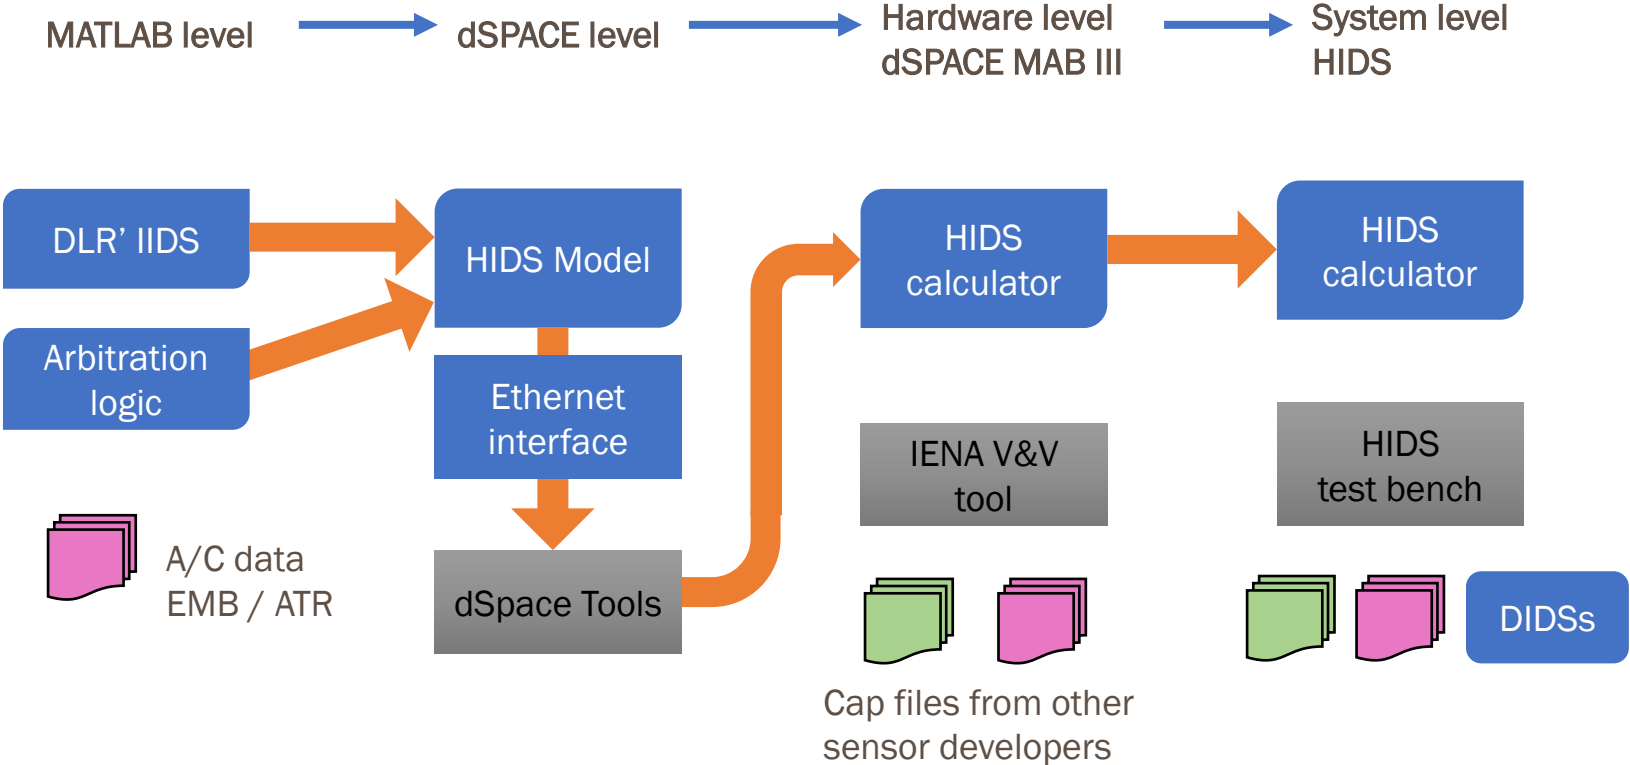 MATLAB level
dSPACE level
Hardware level
dSPACE MAB III
System level
HIDS
DLR’ IIDS
Arbitration
logic
A/C data
EMB / ATR
HIDS Model
Ethernet
interface
dSpace Tools
HIDS
calculator
IENA V&V
tool
Cap files from other
sensor developers
HIDS
calculator
HIDS
test bench
DIDSs